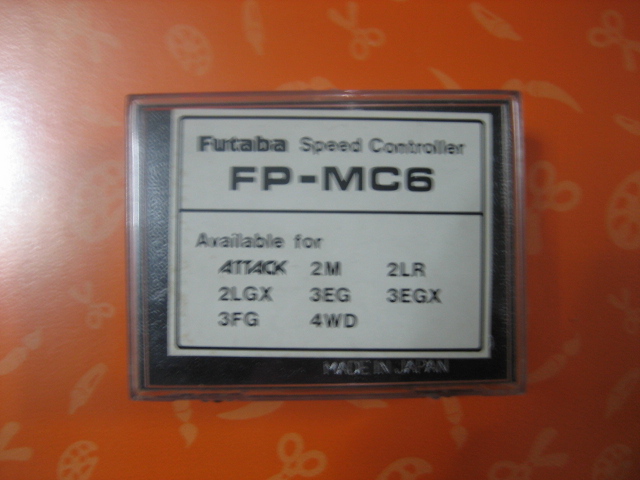 Futaba Speed Controller
FP-MC6
Available for
ATTACK 2M 2LR
2LGX 3EG 3EGX
3FG 4WD
MADE IN JAPAN